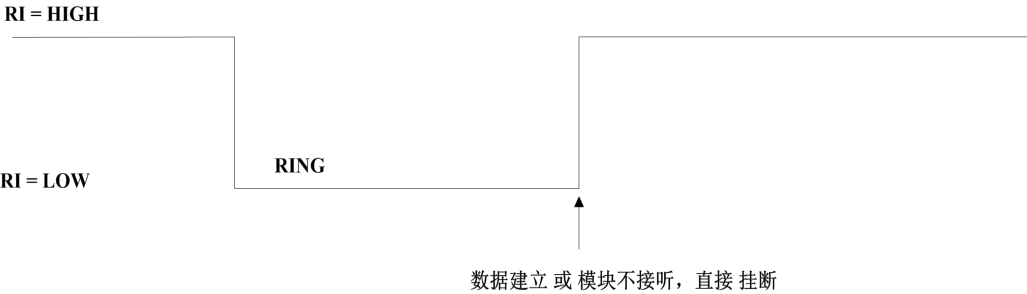 RI = HIGH
RING
RI = LOW
数据建立 或 模块不接听，直接 挂断